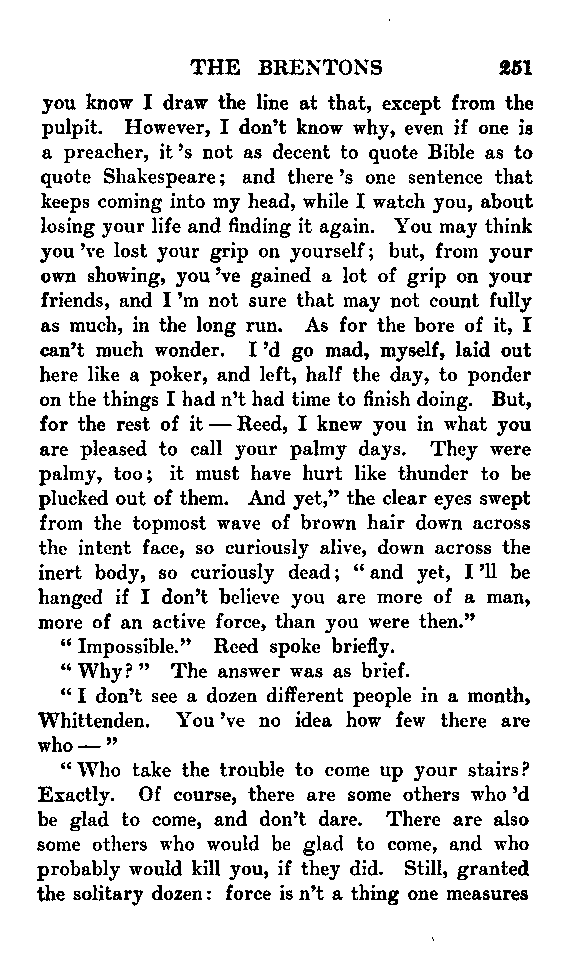 THE BRENTONS 251
you know I draw the line at that, except from the
pulpit. However, I don't know why, even if one is
a preacher, it 's not as decent to quote Bible as to
quote Shakespeare; and there 's one sentence that
keeps coming into my head, while I watch you, about
losing your life and finding it again. You may think
you 've lost your grip on yourself; but, from your
own showing, you 've gained a lot of grip on your
friends, and I 'm not sure that may not count fully
as much, in the long run. As for the bore of it, I
can't much wonder. I 'd go mad, myself, laid out
here like a poker, and left, half the day, to ponder
on the things I had n't had time to finish doing. But,
for the rest of it — Reed, I knew you in what you
are pleased to call your palmy days. They were
palmy, too; it must have hurt like thunder to be
plucked out of them. And yet,” the clear eyes swept
from the topmost wave of brown hair down across
the intent face, so curiously alive, down across the
inert body, so curiously dead; “and yet, I 'll be
hanged if I don't believe you are more of a man,
more of an active force, than you were then.”
“Impossible.” Reed spoke briefly.
“Why?” The answer was as brief.
“I don't see a dozen different people in a month,
Whittenden. You 've no idea how few there are
who — ”
“Who take the trouble to come up your stairs?
Exactly. Of course, there are some others who 'd
be glad to come, and don't dare. There are also
some others who would be glad to come, and who
probably would kill you, if they did. Still, granted
the solitary dozen: force is n't a thing one measures